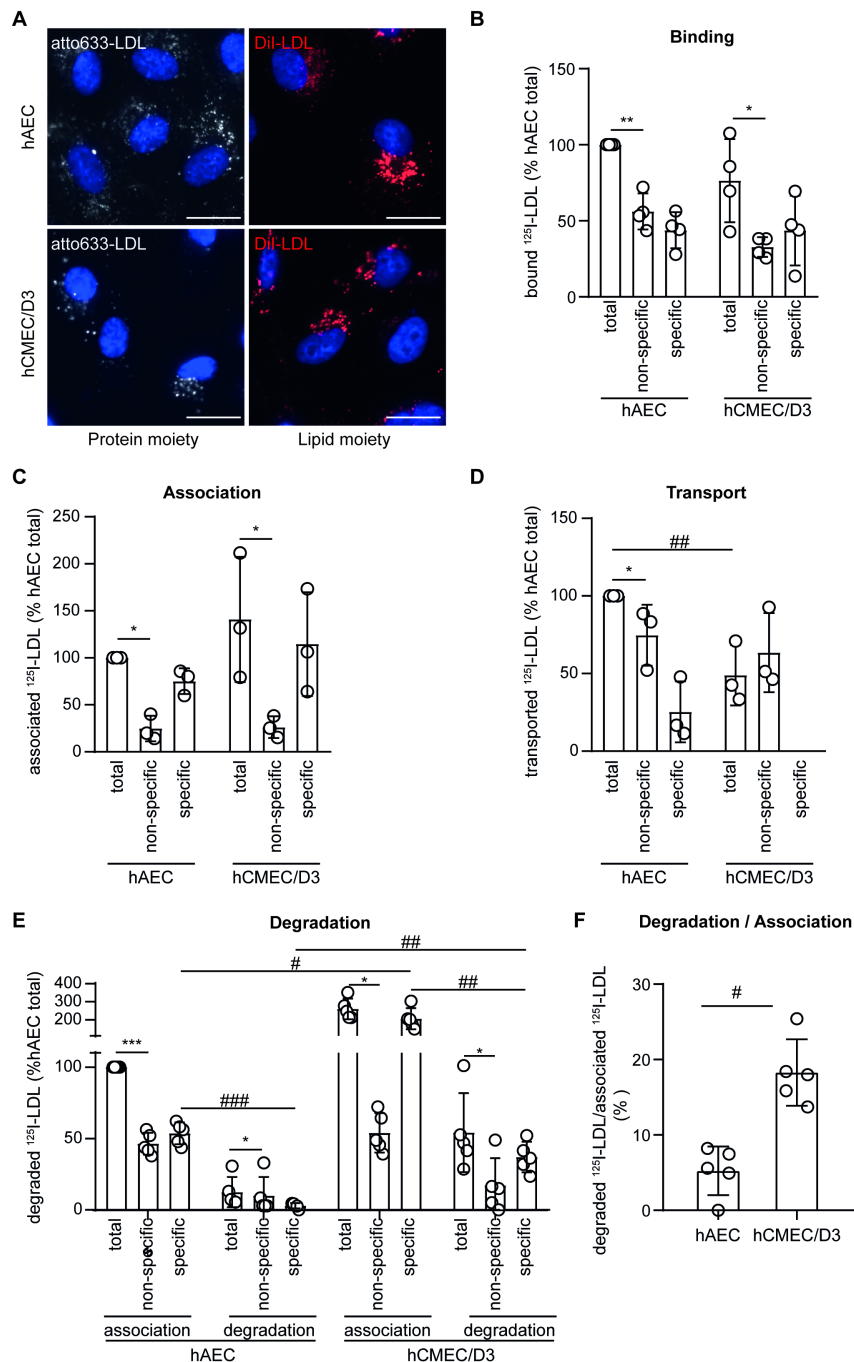 A
atto633-LDL
DiI-LDL
hAEC
atto633-LDL
DiI-LDL
hCMEC/D3
Protein moiety
Lipid moiety
B
Binding
bound ¹²⁵I-LDL (% hAEC total)
150
100
50
0
**
*
total
non-specific
specific
total
non-specific
specific
hAEC
hCMEC/D3
C
Association
associated ¹²⁵I-LDL (% hAEC total)
250
200
150
100
50
0
*
*
total
non-specific
specific
total
non-specific
specific
hAEC
hCMEC/D3
D
Transport
transported ¹²⁵I-LDL (% hAEC total)
150
100
50
0
##
*
total
non-specific
specific
total
non-specific
specific
hAEC
hCMEC/D3
E
Degradation
degraded ¹²⁵I-LDL (%hAEC total)
400
300
200
100
50
0
##
#
##
*
***
###
*
*
total
non-specific
specific
total
non-specific
specific
total
non-specific
specific
total
non-specific
specific
association
degradation
association
degradation
hAEC
hCMEC/D3
F
Degradation / Association
degraded ¹²⁵I-LDL/associated ¹²⁵I-LDL
(%)
30
20
10
0
#
hAEC
hCMEC/D3